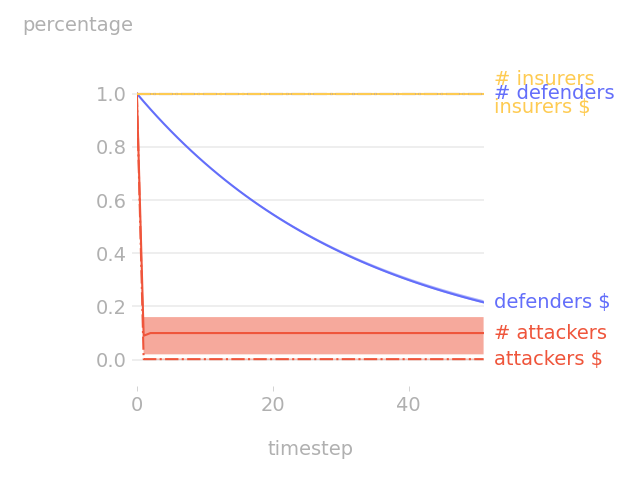 percentage
# insurers
# defenders
insurers $
1.0
0.8
0.6
0.4
0.2
0.0
defenders $
# attackers
attackers $
0
20
40
timestep